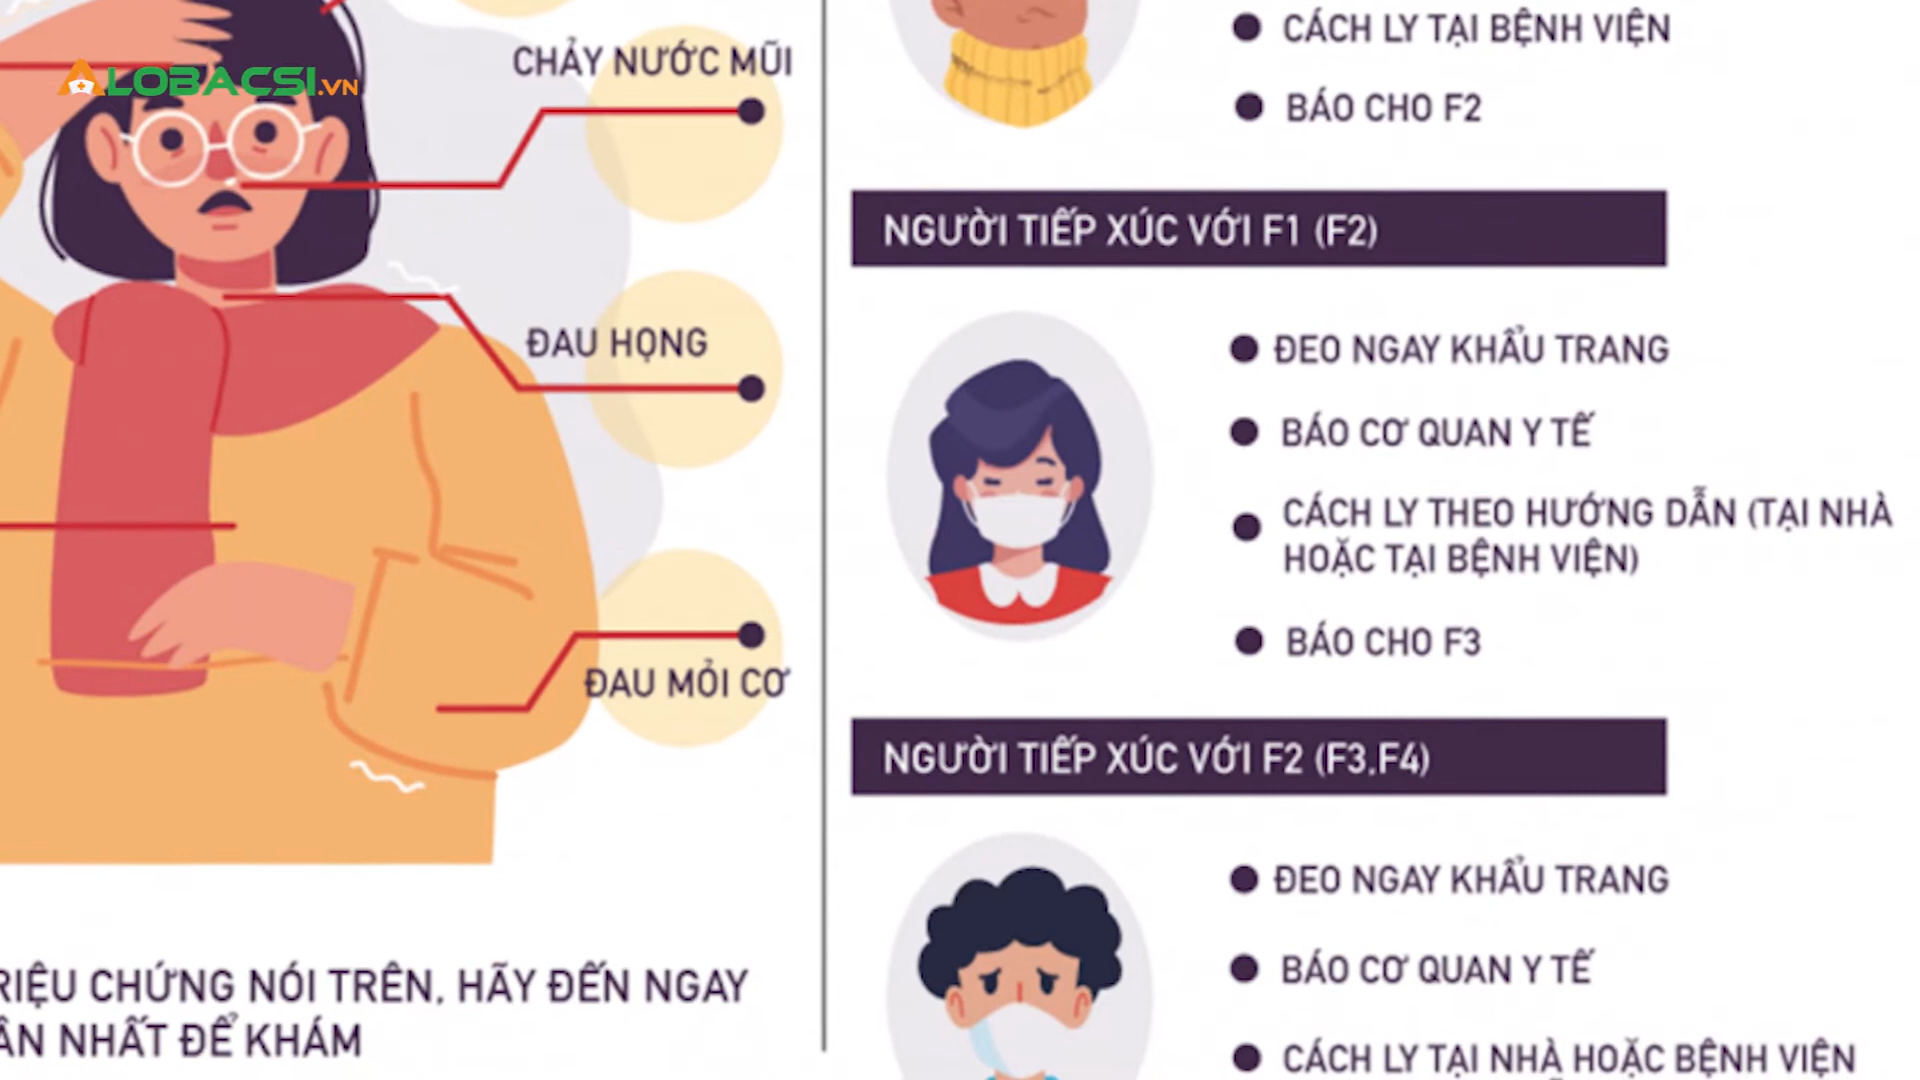 ALOBACSI.VN
CHẢY NƯỚC MŨI
ĐAU HỌNG
ĐAU MỎI CƠ
RIỆU CHỨNG NÓI TRÊN, HÃY ĐẾN NGAY
ẦN NHẤT ĐỂ KHÁM
CÁCH LY TẠI BỆNH VIỆN
BÁO CHO F2
NGƯỜI TIẾP XÚC VỚI F1 (F2)
ĐEO NGAY KHẨU TRANG
BÁO CƠ QUAN Y TẾ
CÁCH LY THEO HƯỚNG DẪN (TẠI NHÀ
HOẶC TẠI BỆNH VIỆN)
BÁO CHO F3
NGƯỜI TIẾP XÚC VỚI F2 (F3,F4)
ĐEO NGAY KHẨU TRANG
BÁO CƠ QUAN Y TẾ
CÁCH LY TẠI NHÀ HOẶC BỆNH VIỆN